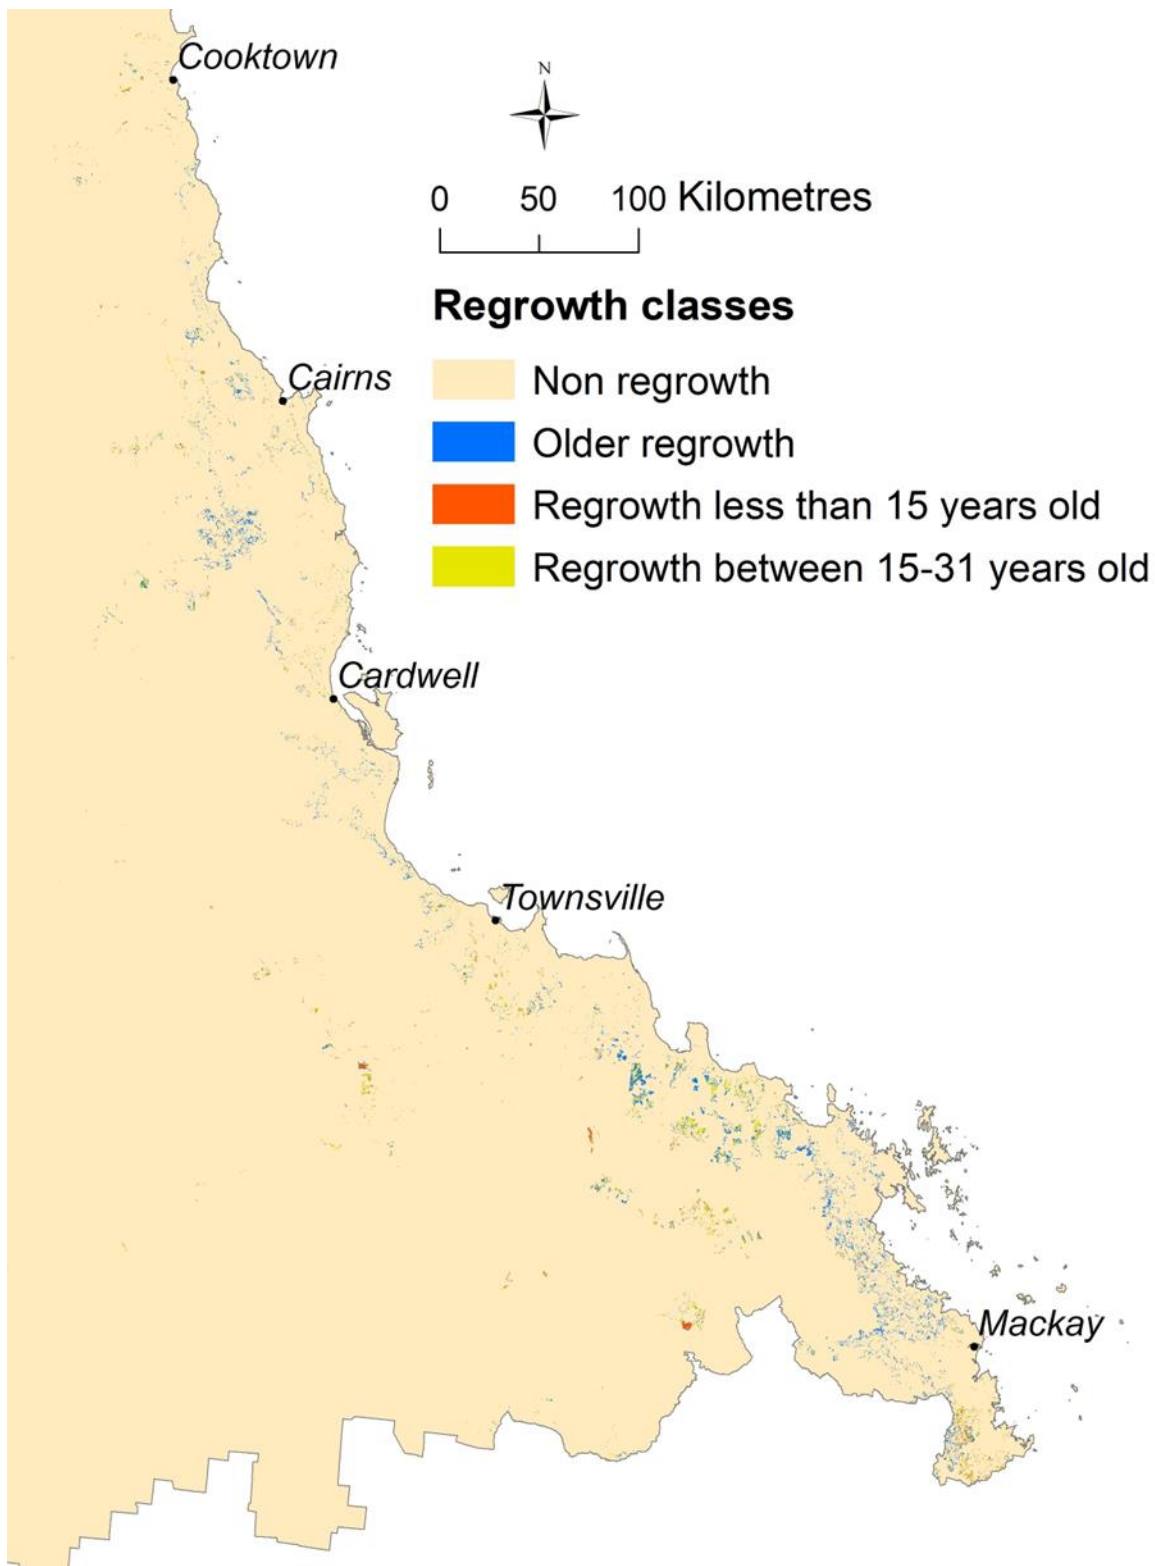 Cooktown
N
0 50 100 Kilometres
Regrowth classes
Non regrowth
Cairns
Older regrowth
Regrowth less than 15 years old
Regrowth between 15-31 years old
Cardwell
Townsville
Mackay